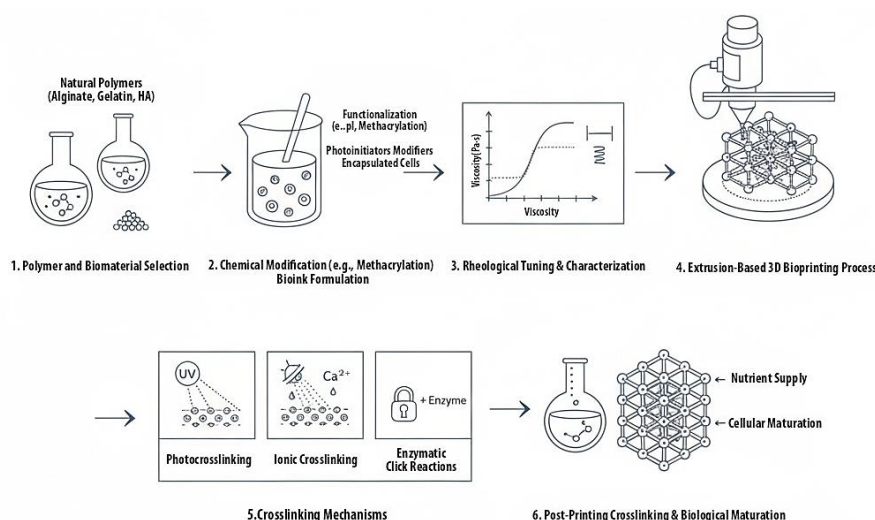 Natural Polymers
(Alginate, Gelatin, HA)
1. Polymer and Biomaterial Selection
Functionalization
(e..pl, Methacrylation)
Photoinitiators Modifiers
Encapsulated Cells
2. Chemical Modification (e.g., Methacrylation)
Bioink Formulation
Viscosity(Pa·s)
Viscosity
3. Rheological Tuning & Characterization
4. Extrusion-Based 3D Bioprinting Process
UV
Photocrosslinking
Ca²⁺
Ionic Crosslinking
+ Enzyme
Enzymatic
Click Reactions
5.Crosslinking Mechanisms
Nutrient Supply
Cellular Maturation
6. Post-Printing Crosslinking & Biological Maturation